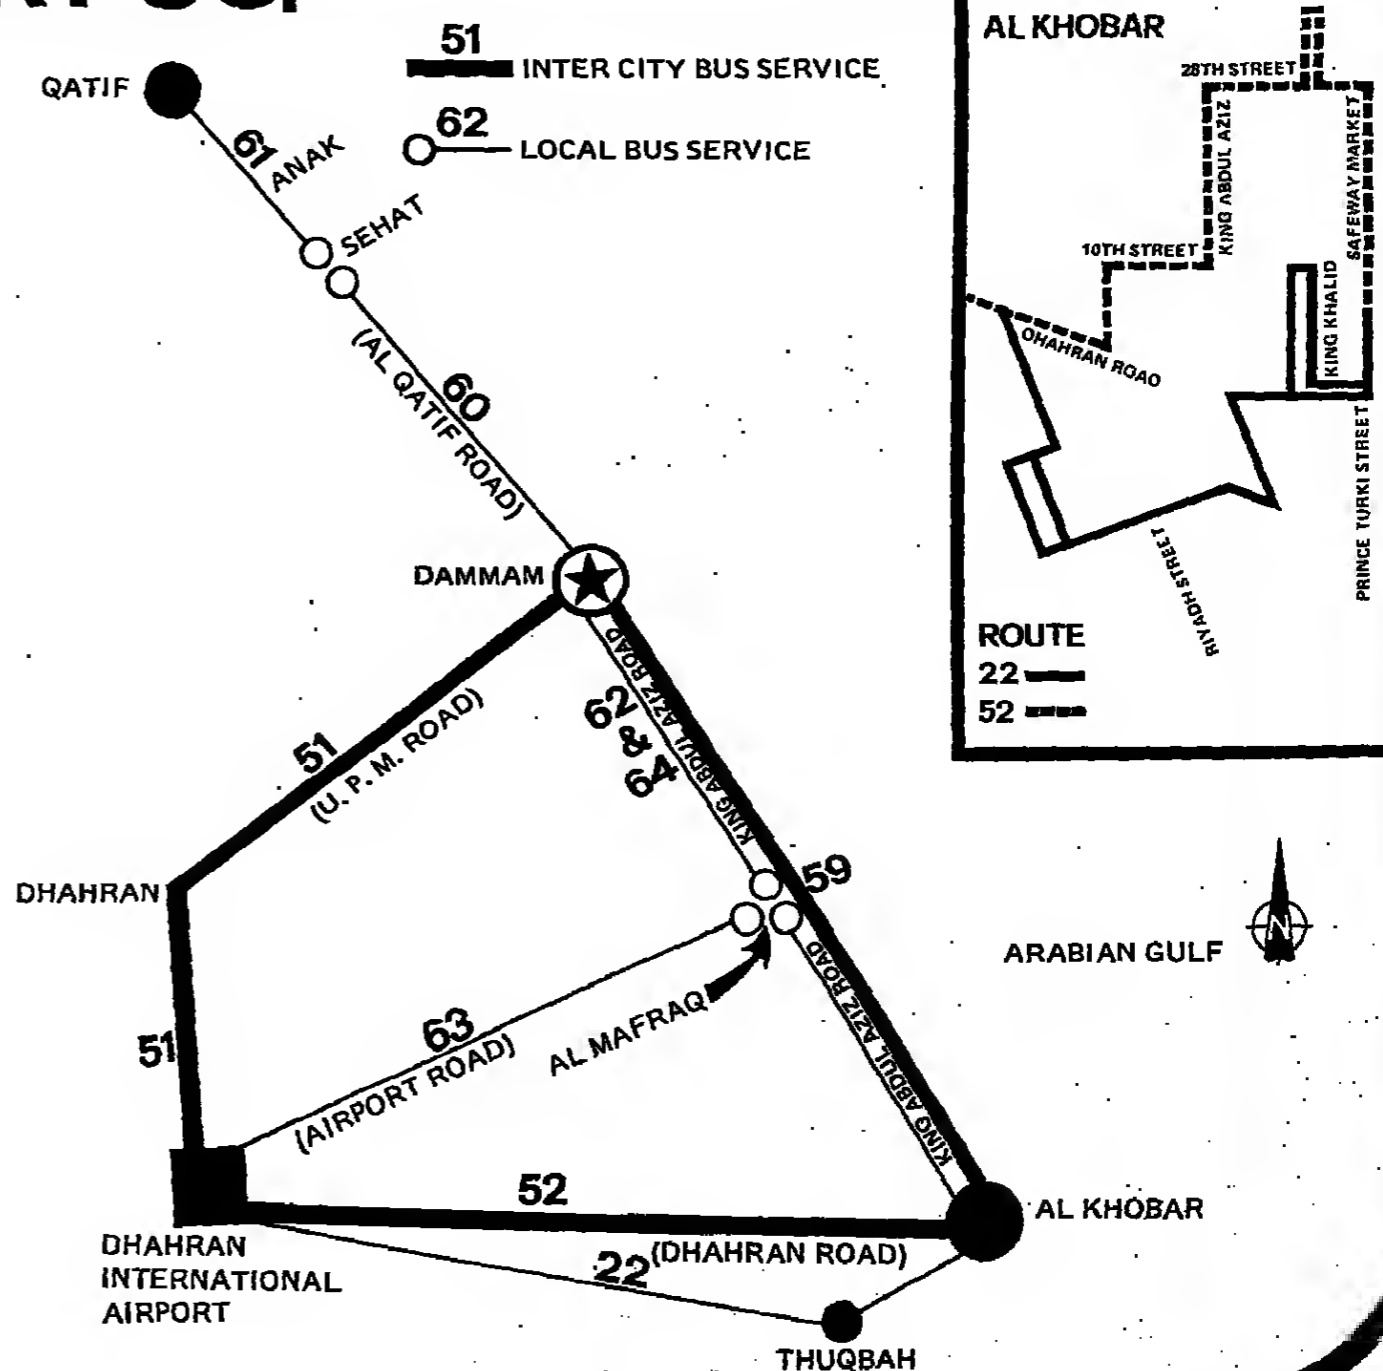 51
INTER CITY BUS SERVICE
62
LOCAL BUS SERVICE
QATIF
61
ANAK
SEHAT
60
(AL QATIF ROAD)
DAMMAM
51
(U. P. M. ROAD)
62
&
64
KING ABDUL AZIZ ROAD
DHAHRAN
59
51
63
(AIRPORT ROAD)
AL MAFRAQ
KING ABDUL AZIZ ROAD
ARABIAN GULF
N
52
(DHAHRAN ROAD)
AL KHOBAR
22
DHAHRAN
INTERNATIONAL
AIRPORT
THUQBAH
AL KHOBAR
28TH STREET
KING ABDUL AZIZ
SAFEWAY MARKET
10TH STREET
KING KHALID
DHAHRAN ROAD
PRINCE TURKI STREET
RIYADH STREET
ROUTE
22
52